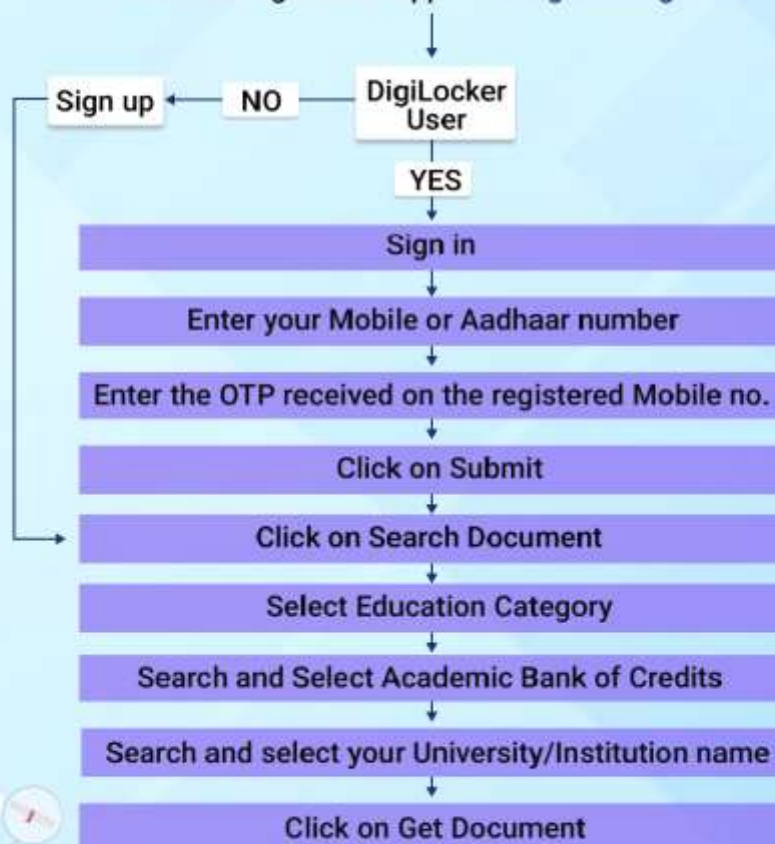 Sign up
NO
DigiLocker
User
YES
Sign in
Enter your Mobile or Aadhaar number
Enter the OTP received on the registered Mobile no.
Click on Submit
Click on Search Document
Select Education Category
Search and Select Academic Bank of Credits
Search and select your University/Institution name
Click on Get Document